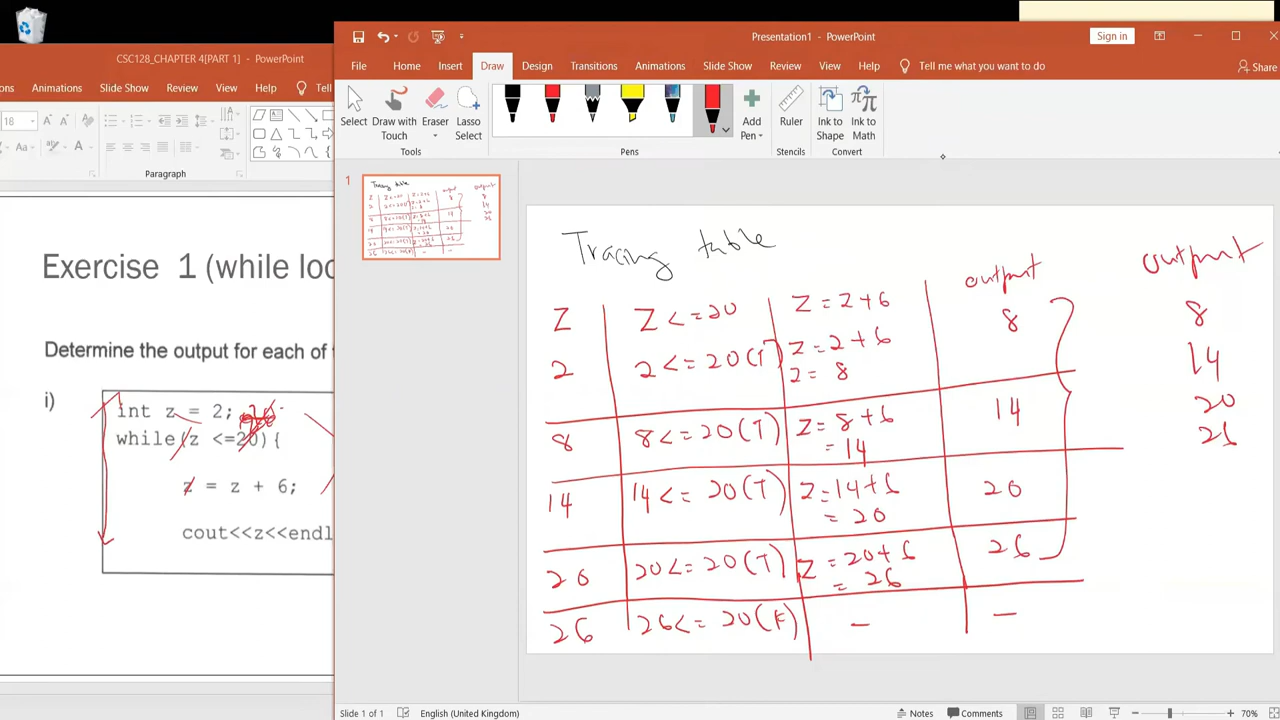 CSC128_CHAPTER 4[PART 1] - PowerPoint
ons Animations Slide Show Review View Help Tell
18
Aa A
Paragraph
Exercise 1 (while loo
Determine the output for each of
i)
int z = 2;
while(z <=20){
z = z + 6;
cout<<z<<endl
Presentation1 - PowerPoint
Sign in
File Home Insert Draw Design Transitions Animations Slide Show Review View Help Tell me what you want to do Share
Select Draw with Touch Eraser Lasso Select Add Pen Ruler Ink to Shape Ink to Math
Tools Pens Stencils Convert
1
Tracing table
output output
Z Z<=20 Z=Z+6 8 8
2 2<=20(T) Z=2+6
Z= 8 14
8 8<=20(T) Z=8+6 14 20
=14 26
14 14<=20(T) Z=14+6 20
=20
20 20<=20(T) Z=20+6 26
=26
26 26<=20(F) - -
Slide 1 of 1 English (United Kingdom) Notes Comments 70%